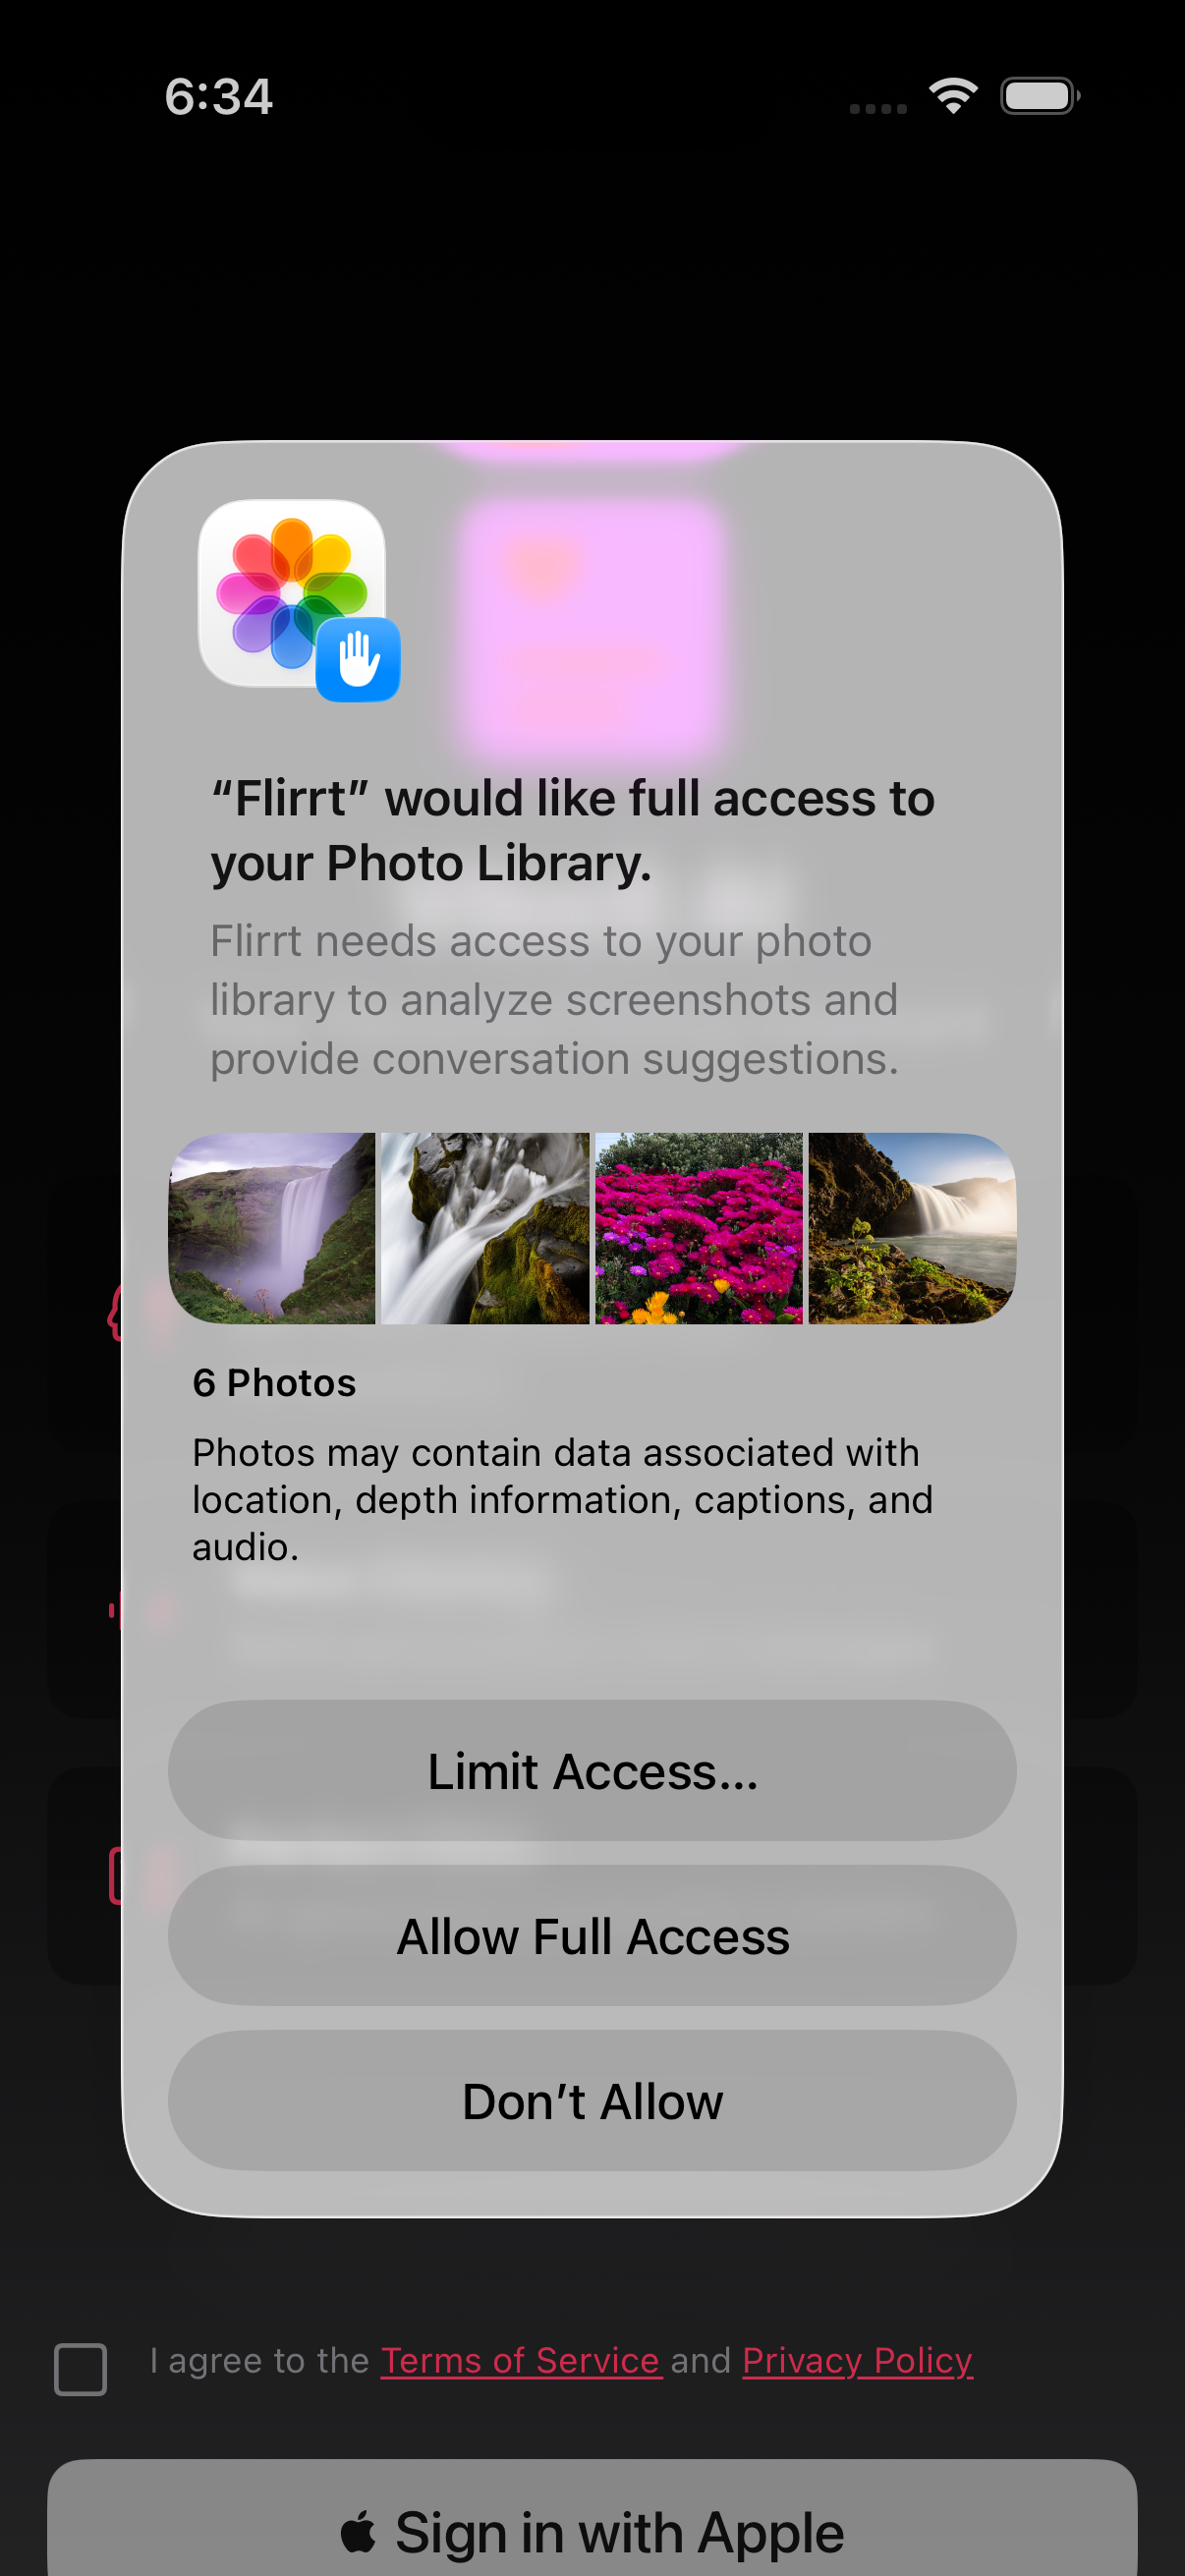 6:34
“Flirrt” would like full access to
your Photo Library.
Flirrt needs access to your photo
library to analyze screenshots and
provide conversation suggestions.
6 Photos
Photos may contain data associated with
location, depth information, captions, and
audio.
Limit Access...
Allow Full Access
Don’t Allow
I agree to the Terms of Service and Privacy Policy
Sign in with Apple